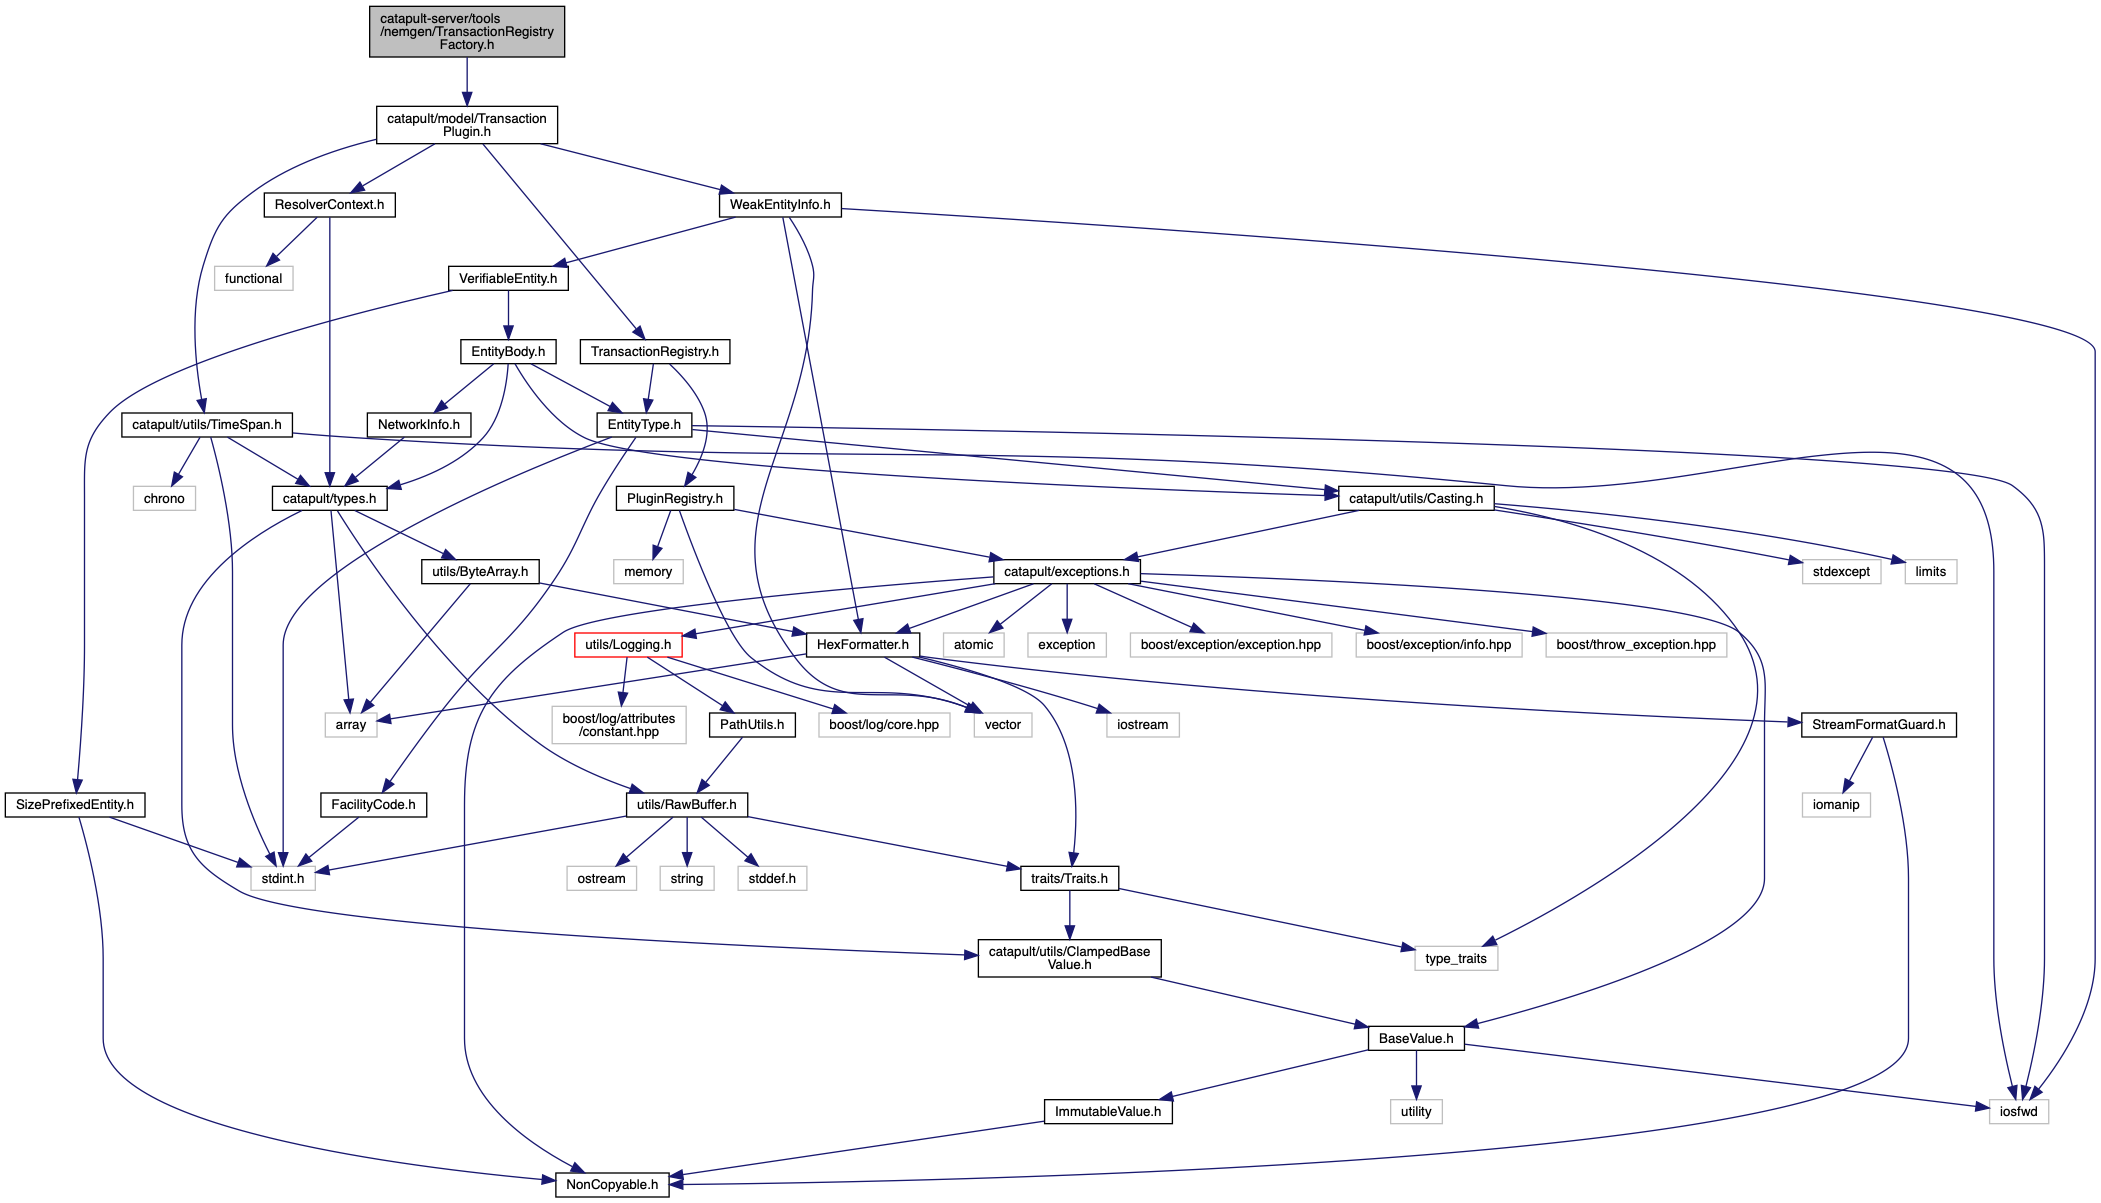 catapult-server/tools
/nemgen/TransactionRegistry
Factory.h
catapult/model/Transaction
Plugin.h
ResolverContext.h
WeakEntityInfo.h
functional
VerifiableEntity.h
EntityBody.h
TransactionRegistry.h
catapult/utils/TimeSpan.h
NetworkInfo.h
EntityType.h
chrono
catapult/types.h
PluginRegistry.h
catapult/utils/Casting.h
utils/ByteArray.h
memory
catapult/exceptions.h
stdexcept
limits
utils/Logging.h
HexFormatter.h
atomic
exception
boost/exception/exception.hpp
boost/exception/info.hpp
boost/throw_exception.hpp
array
boost/log/attributes
/constant.hpp
PathUtils.h
boost/log/core.hpp
vector
iostream
StreamFormatGuard.h
SizePrefixedEntity.h
FacilityCode.h
utils/RawBuffer.h
iomanip
stdint.h
ostream
string
stddef.h
traits/Traits.h
catapult/utils/ClampedBase
Value.h
type_traits
BaseValue.h
ImmutableValue.h
utility
iosfwd
NonCopyable.h